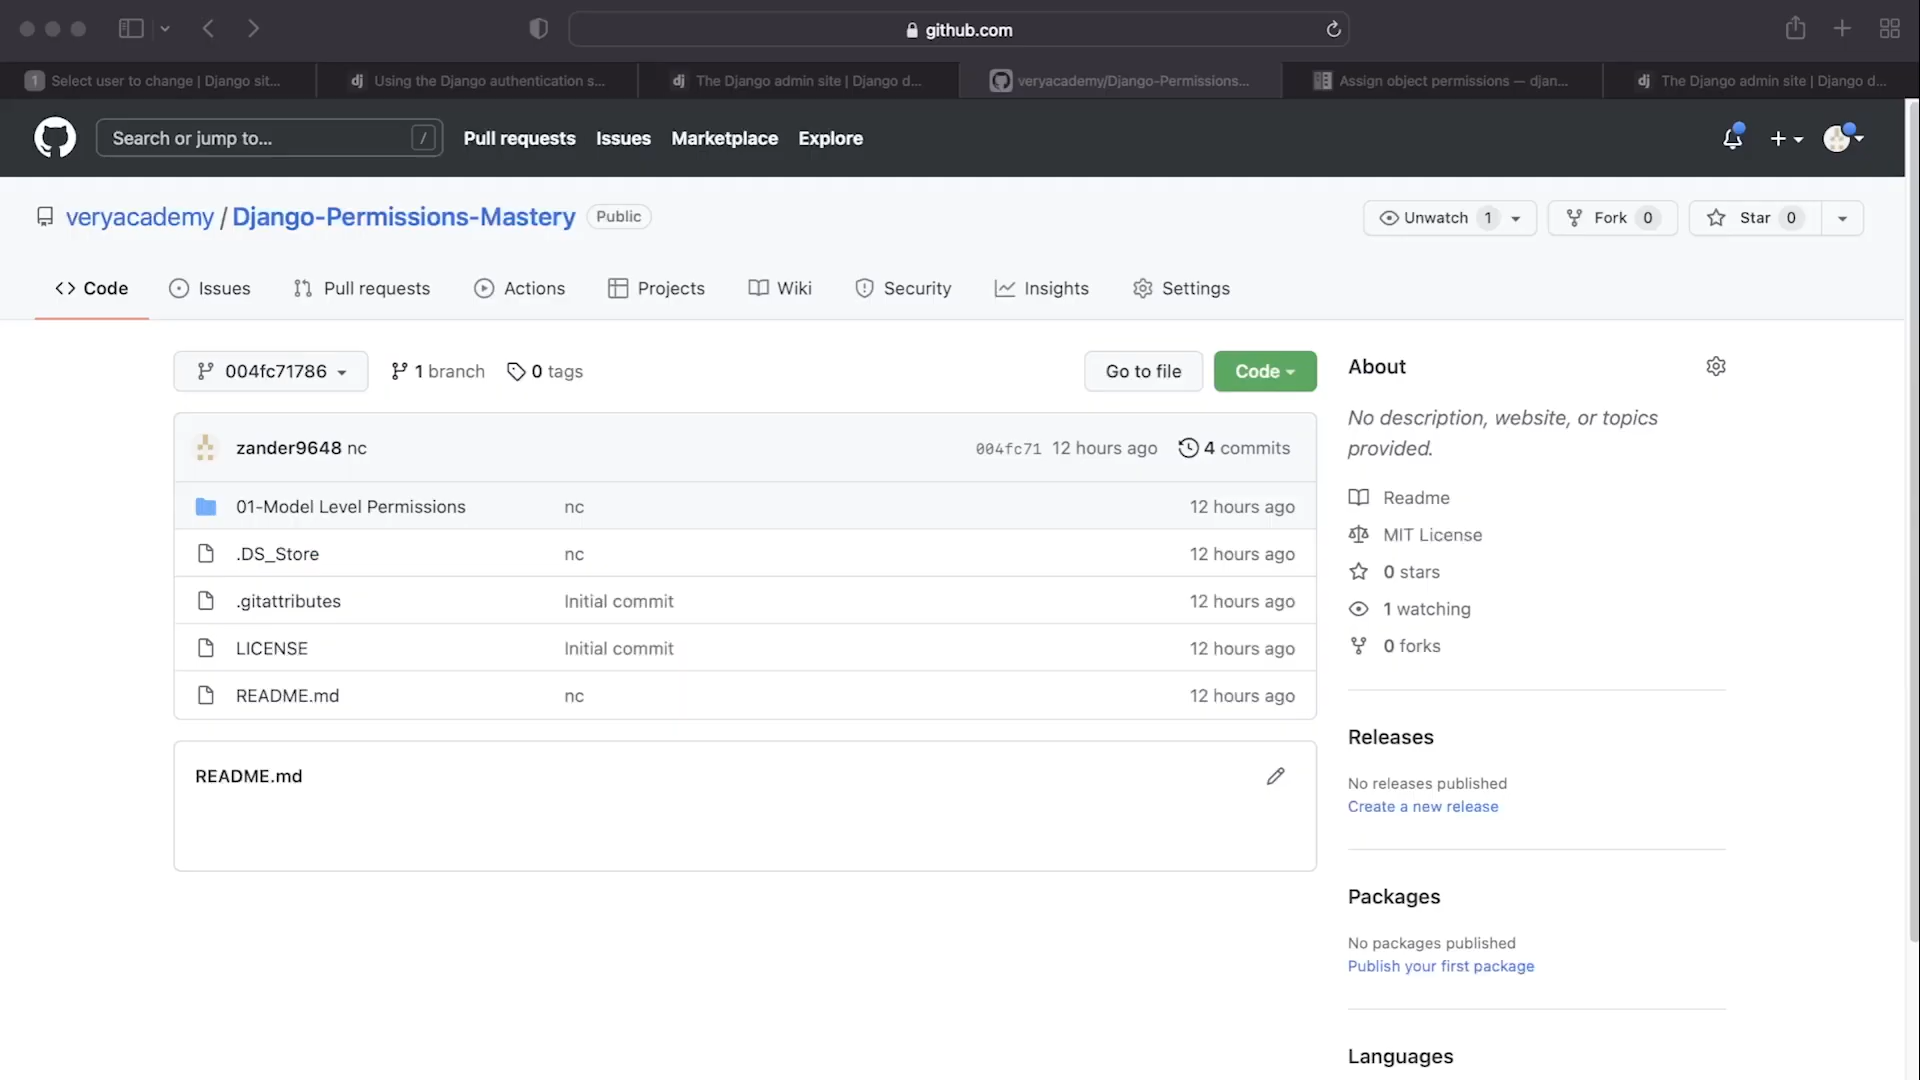 github.com
1 Select user to change | Django sit...
dj Using the Django authentication s...
dj The Django admin site | Django d...
veryacademy/Django-Permissions...
Assign object permissions — djan...
dj The Django admin site | Django d...
Search or jump to... /
Pull requests
Issues
Marketplace
Explore
veryacademy / Django-Permissions-Mastery Public
Unwatch 1
Fork 0
Star 0
Code
Issues
Pull requests
Actions
Projects
Wiki
Security
Insights
Settings
004fc71786
1 branch
0 tags
Go to file
Code
zander9648 nc 004fc71 12 hours ago 4 commits
01-Model Level Permissions nc 12 hours ago
.DS_Store nc 12 hours ago
.gitattributes Initial commit 12 hours ago
LICENSE Initial commit 12 hours ago
README.md nc 12 hours ago
README.md
About
No description, website, or topics
provided.
Readme
MIT License
0 stars
1 watching
0 forks
Releases
No releases published
Create a new release
Packages
No packages published
Publish your first package
Languages